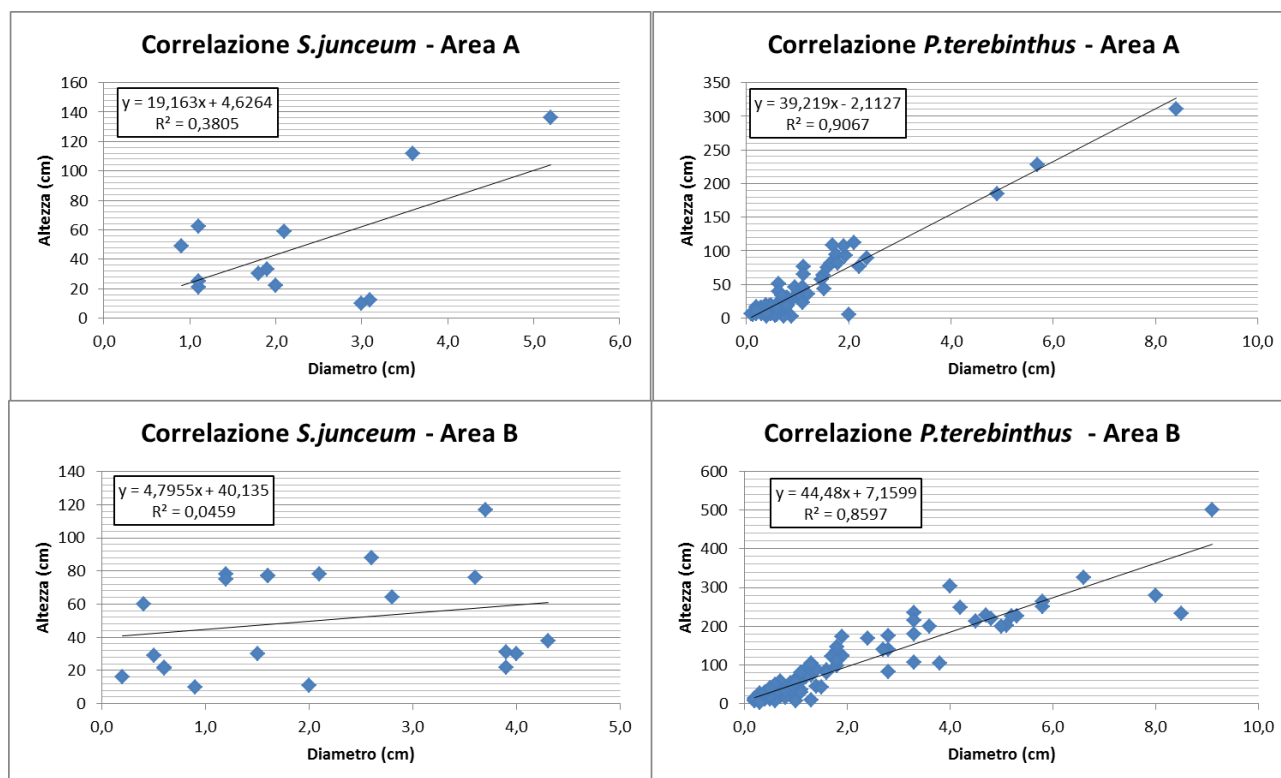 Correlazione S.junceum - Area A
160
140
120
100
80
60
40
20
0
Altezza (cm)
y = 19,163x + 4,6264
R² = 0,3805
1,0 2,0 3,0 4,0 5,0 6,0
Diametro (cm)
Correlazione P.terebinthus - Area A
350
300
250
200
150
100
50
0
Altezza (cm)
y = 39,219x - 2,1127
R² = 0,9067
0,0 2,0 4,0 6,0 8,0 10,0
Diametro (cm)
Correlazione S.junceum - Area B
140
120
100
80
60
40
20
0
Altezza (cm)
y = 4,7955x + 40,135
R² = 0,0459
0,0 1,0 2,0 3,0 4,0 5,0
Diametro (cm)
Correlazione P.terebinthus - Area B
600
500
400
300
200
100
0
Altezza (cm)
y = 44,48x + 7,1599
R² = 0,8597
0,0 2,0 4,0 6,0 8,0 10,0
Diametro (cm)